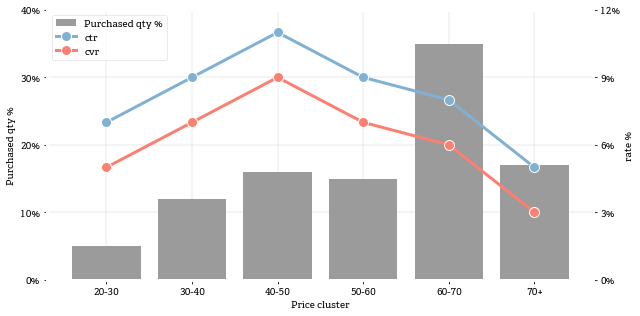 40%
30%
20%
10%
0%
Purchased qty %
Purchased qty %
ctr
cvr
12%
9%
6%
3%
0%
rate %
20-30 30-40 40-50 50-60 60-70 70+
Price cluster